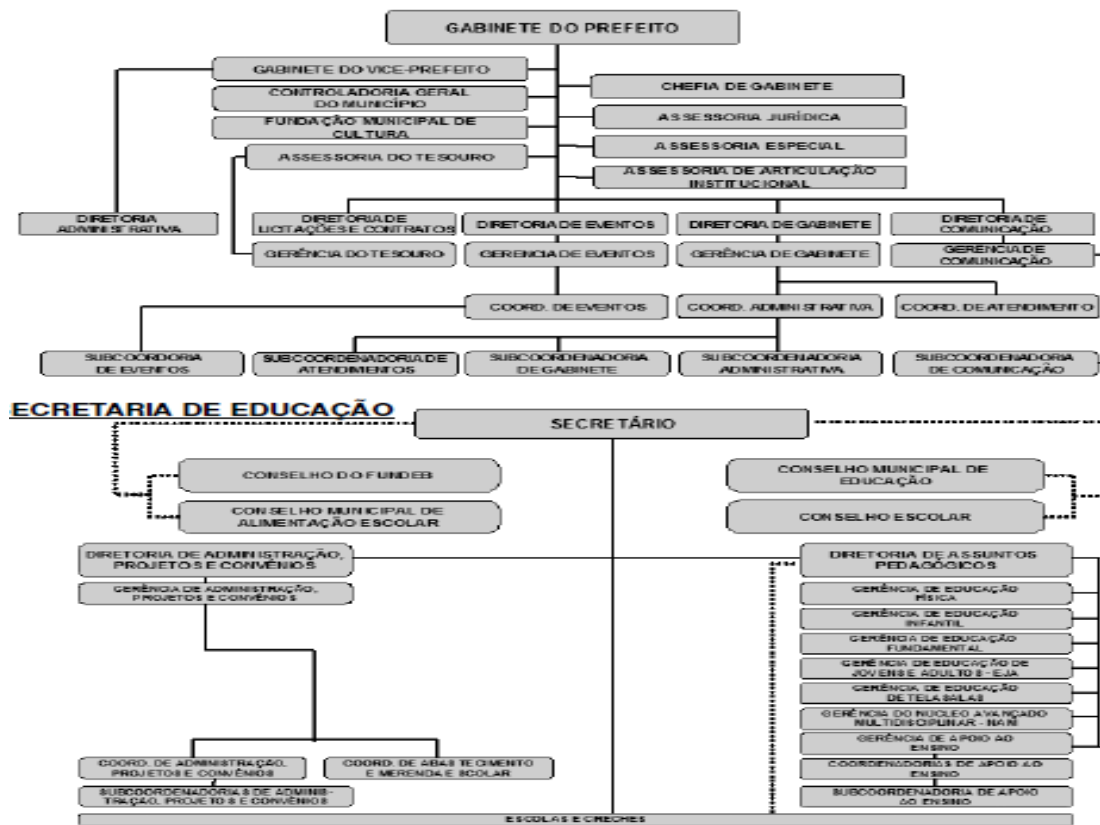 GABINETE DO PREFEITO
GABINETE DO VICE-PREFEITO
CONTROLADORIA GERAL
DO MUNICÍPIO
FUNDAÇÃO MUNICIPAL DE
CULTURA
ASSESSORIA DO TESOURO
CHEFIA DE GABINETE
ASSESSORIA JURÍDICA
ASSESSORIA ESPECIAL
ASSESSORIA DE ARTICULAÇÃO
INSTITUCIONAL
DIRETORIA
ADMINISTRATIVA
DIRETORIA DE
LICITAÇÕES E CONTRATOS
DIRETORIA DE EVENTOS
DIRETORIA DE GABINETE
DIRETORIA DE
COMUNICAÇÃO
GERÊNCIA DO TESOURO
GERENCIA DE EVENTOS
GERÊNCIA DE GABINETE
GERÊNCIA DE
COMUNICAÇÃO
COORD. DE EVENTOS
COORD. ADMINISTRATIVA
COORD. DE ATENDIMENTO
SUBCOORDORIA
DE EVENTOS
SUBCOORDENADORIA DE
ATENDIMENTOS
SUBCOORDENADORIA
DE GABINETE
SUBCOORDENADORIA
ADMINISTRATIVA
SUBCOORDENADORIA
DE COMUNICAÇÃO
ECRETARIA DE EDUCAÇÃO
SECRETÁRIO
CONSELHO DO FUNDEB
CONSELHO MUNICIPAL DE
ALIMENTAÇÃO ESCOLAR
CONSELHO MUNICIPAL DE
EDUCAÇÃO
CONSELHO ESCOLAR
DIRETORIA DE ADMINISTRAÇÃO,
PROJETOS E CONVÊNIOS
GERÊNCIA DE ADMINISTRAÇÃO,
PROJETOS E CONVÊNIOS
DIRETORIA DE ASSUNTOS
PEDAGÓGICOS
GERÊNCIA DE EDUCAÇÃO
FÍSICA
GERÊNCIA DE EDUCAÇÃO
INFANTIL
GERÊNCIA DE EDUCAÇÃO
FUNDAMENTAL
GERÊNCIA DE EDUCAÇÃO DE
JOVENS E ADULTOS - EJA
GERÊNCIA DE EDUCAÇÃO
DE TELASALAS
GERÊNCIA DO NÚCLEO AVANÇADO
MULTIDISCIPLINAR - NAM
GERÊNCIA DE APOIO AO
ENSINO
COORDENADORIAS DE APOIO AO
ENSINO
SUBCOORDENADORIA DE APOIO
AO ENSINO
COORD. DE ADMINISTRAÇÃO,
PROJETOS E CONVÊNIOS
COORD. DE ABASTECIMENTO
E MERENDA ESCOLAR
SUBCOORDENADORIAS DE ADMINIS-
TRAÇÃO, PROJETOS E CONVÊNIOS
ESCOLAS E CRECHES